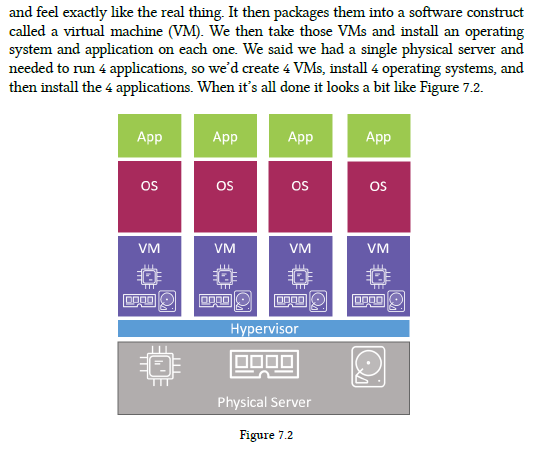 and feel exactly like the real thing. It then packages them into a software construct
called a virtual machine (VM). We then take those VMs and install an operating
system and application on each one. We said we had a single physical server and
needed to run 4 applications, so we’d create 4 VMs, install 4 operating systems, and
then install the 4 applications. When it’s all done it looks a bit like Figure 7.2.
App App App App
OS OS OS OS
VM VM VM VM
Hypervisor
Physical Server
Figure 7.2